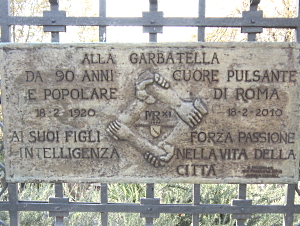 ALLA GARBATELLA
DA 90 ANNI CUORE PULSANTE
E POPOLARE DI ROMA
18-2-1920 18-2-2010
AI SUOI FIGLI FORZA PASSIONE
INTELLIGENZA NELLA VITA DELLA
CITTÀ